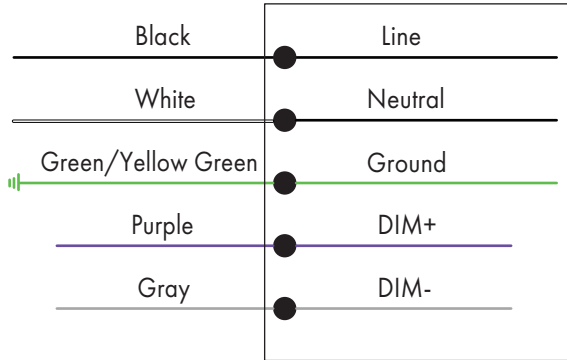 Black Line
White Neutral
Green/Yellow Green Ground
Purple DIM+
Gray DIM-